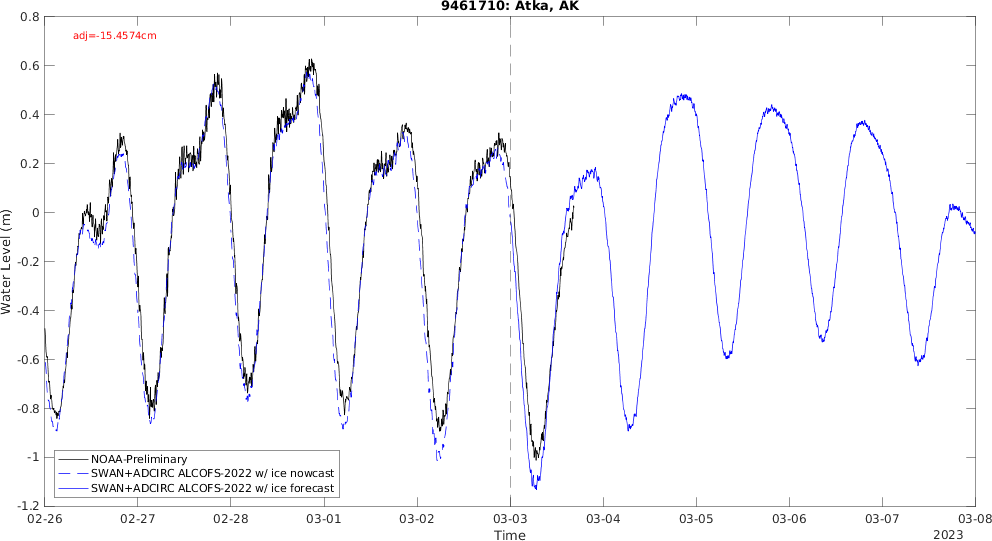 9461710: Atka, AK
adj=-15.4574cm
0.8
0.6
0.4
0.2
0
-0.2
-0.4
-0.6
-0.8
-1
-1.2
Water Level (m)
NOAA-Preliminary
SWAN+ADCIRC ALCOFS-2022 w/ ice nowcast
SWAN+ADCIRC ALCOFS-2022 w/ ice forecast
02-26 02-27 02-28 03-01 03-02 03-03 03-04 03-05 03-06 03-07 03-08
Time
2023